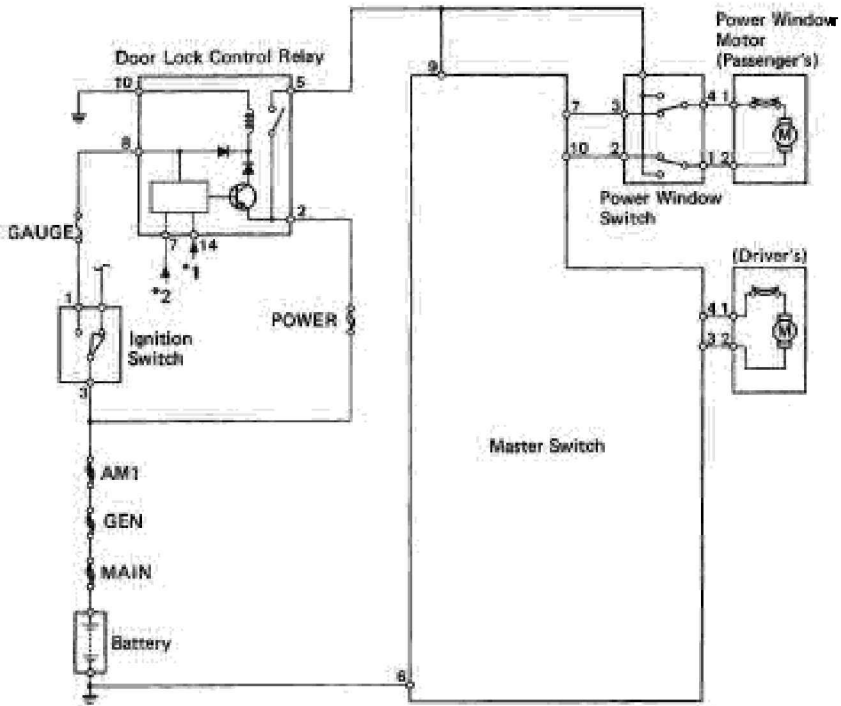 Power Window
Motor
(Passenger's)
Door Lock Control Relay
10
5
9
7
3
4 1
M
8
10
2
1 2
Power Window
Switch
2
GAUGE
7
14
*1
*2
(Driver's)
1
POWER
4 1
M
Ignition
Switch
3 2
3
Master Switch
AM1
GEN
MAIN
Battery
6